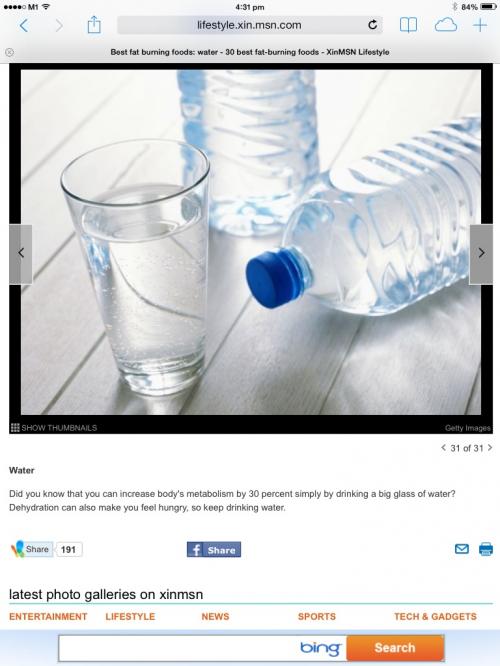 M1 4:31 pm 84%
lifestyle.xin.msn.com
Best fat burning foods: water - 30 best fat-burning foods - XinMSN Lifestyle
SHOW THUMBNAILS Getty Images
31 of 31
Water
Did you know that you can increase body's metabolism by 30 percent simply by drinking a big glass of water?
Dehydration can also make you feel hungry, so keep drinking water.
Share 191 f Share
latest photo galleries on xinmsn
ENTERTAINMENT LIFESTYLE NEWS SPORTS TECH & GADGETS
bing Search